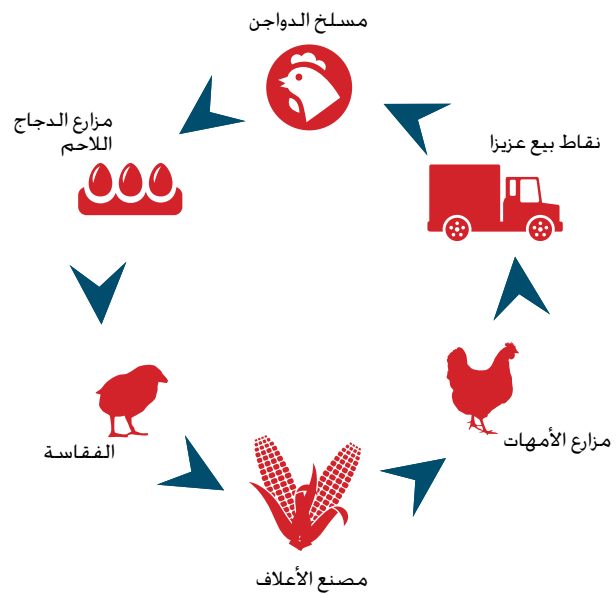 مسلخ الدواجن
نقاط بيع عزيزا
مزارع الدجاج
اللاحم
مزارع الأمهات
الفقاسة
مصنع الأعلاف